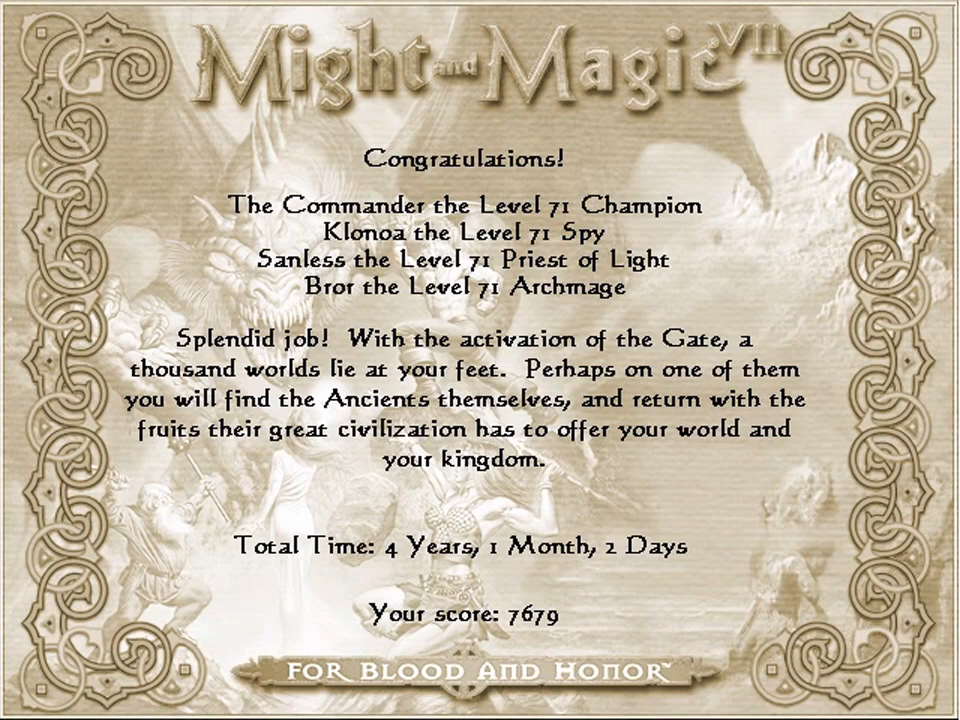 Might and Magic VII
Congratulations!
The Commander the Level 71 Champion
Klonoa the Level 71 Spy
Sanless the Level 71 Priest of Light
Bror the Level 71 Archmage
Splendid job!  With the activation of the Gate, a
thousand worlds lie at your feet.  Perhaps on one of them
you will find the Ancients themselves, and return with the
fruits their great civilization has to offer your world and
your kingdom.
Total Time: 4 Years, 1 Month, 2 Days
Your score: 7679
FOR BLOOD AND HONOR™